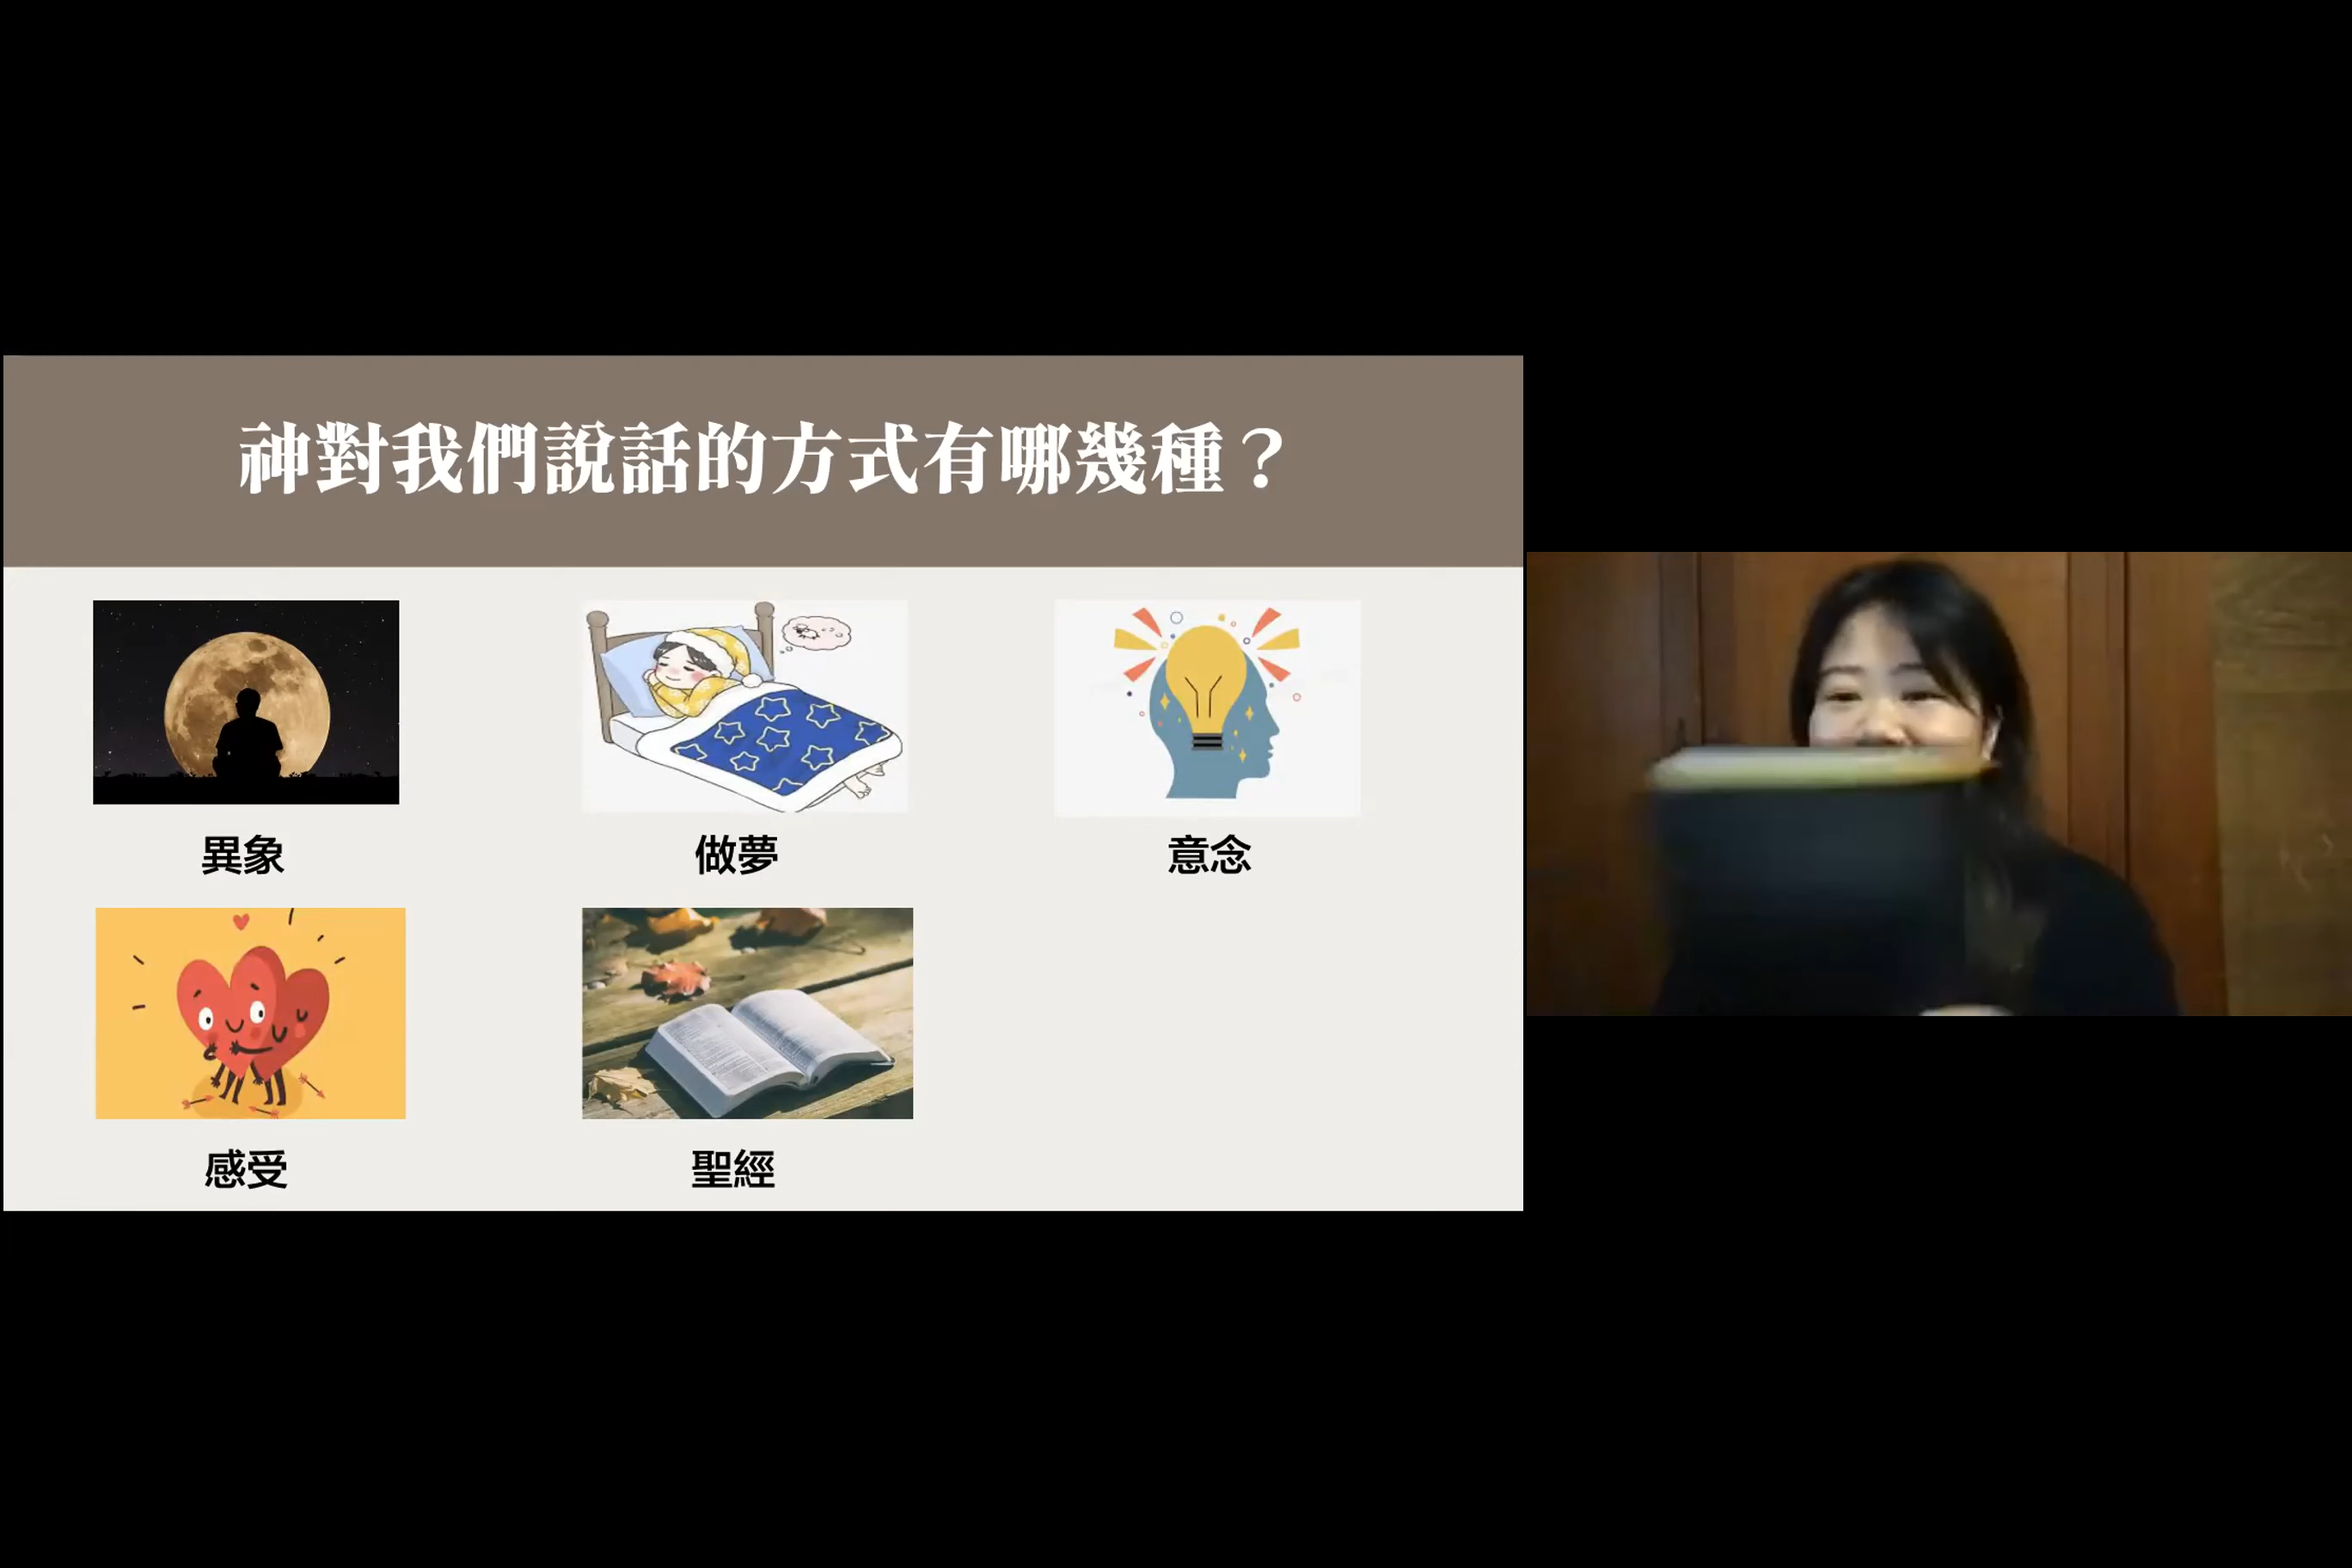 神對我們說話的方式有哪幾種？
異象
做夢
意念
感受
聖經